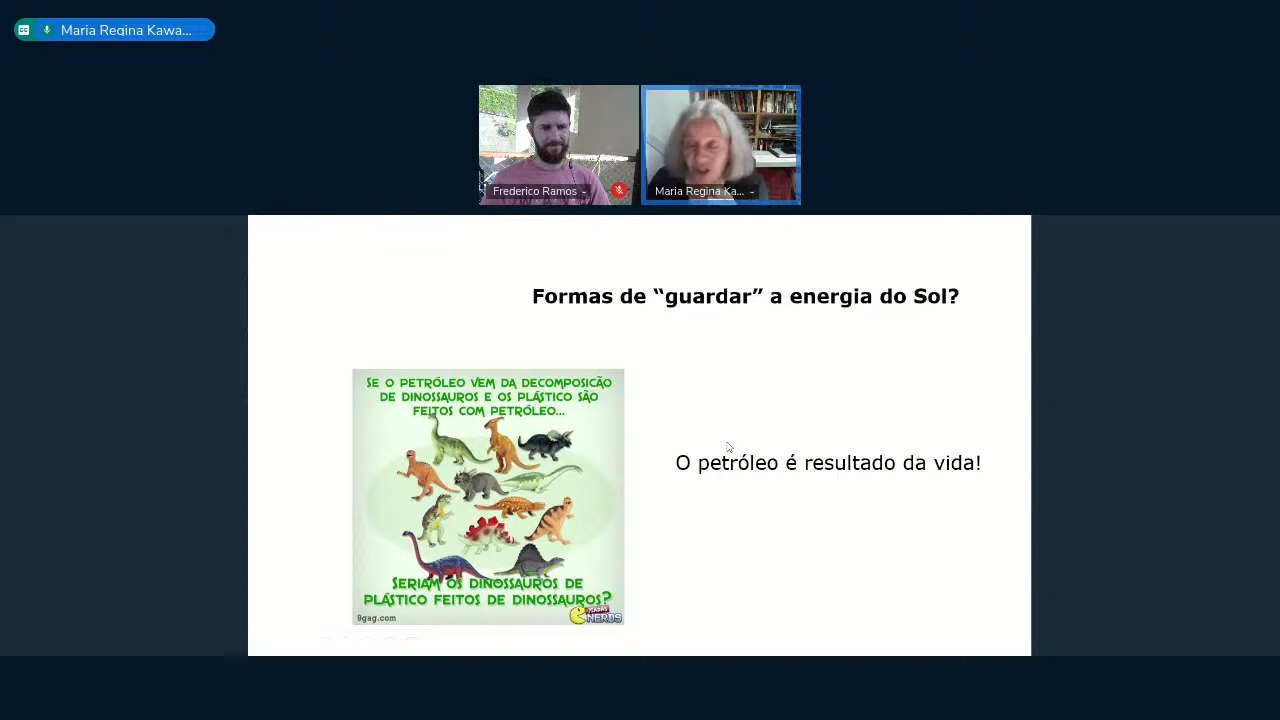 Maria Regina Kawa...
Frederico Ramos
Maria Regina Ka...
Formas de “guardar” a energia do Sol?
SE O PETRÓLEO VEM DA DECOMPOSICÃO
DE DINOSSAUROS E OS PLÁSTICO SÃO
FEITOS COM PETRÓLEO...
O petróleo é resultado da vida!
SERIAM OS DINOSSAUROS DE
PLÁSTICO FEITOS DE DINOSSAUROS?
9gag.com
PIADAS
NERDS